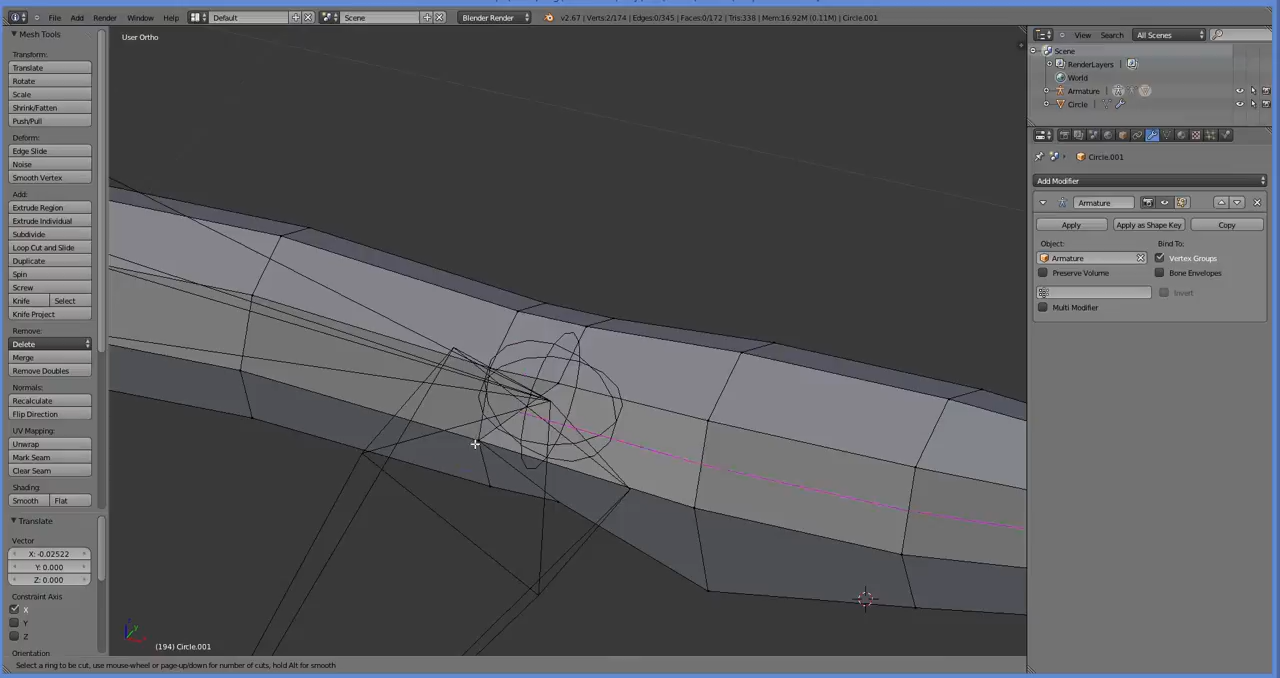 File Add Render Window Help Default Scene Blender Render v2.67 | Verts:2/174 | Edges:0/345 | Faces:0/172 | Tris:338 | Mem:16.92M (0.11M) | Circle.001
Mesh Tools
Transform:
Translate
Rotate
Scale
Shrink/Fatten
Push/Pull
Deform:
Edge Slide
Noise
Smooth Vertex
Add:
Extrude Region
Extrude Individual
Subdivide
Loop Cut and Slide
Duplicate
Spin
Screw
Knife Select
Knife Project
Remove:
Delete
Merge
Remove Doubles
Normals:
Recalculate
Flip Direction
UV Mapping:
Unwrap
Mark Seam
Clear Seam
Shading:
Smooth Flat
Translate
Vector
X: -0.02522
Y: 0.000
Z: 0.000
Constraint Axis
X
Y
Z
Orientation
User Ortho
(194) Circle.001
Select a ring to be cut, use mouse-wheel or page-up/down for number of cuts, hold Alt for smooth
View Search All Scenes
Scene
RenderLayers |
World
Armature |
Circle |
Circle.001
Add Modifier
Armature
Apply Apply as Shape Key Copy
Object: Bind To:
Armature Vertex Groups
Preserve Volume Bone Envelopes
Invert
Multi Modifier